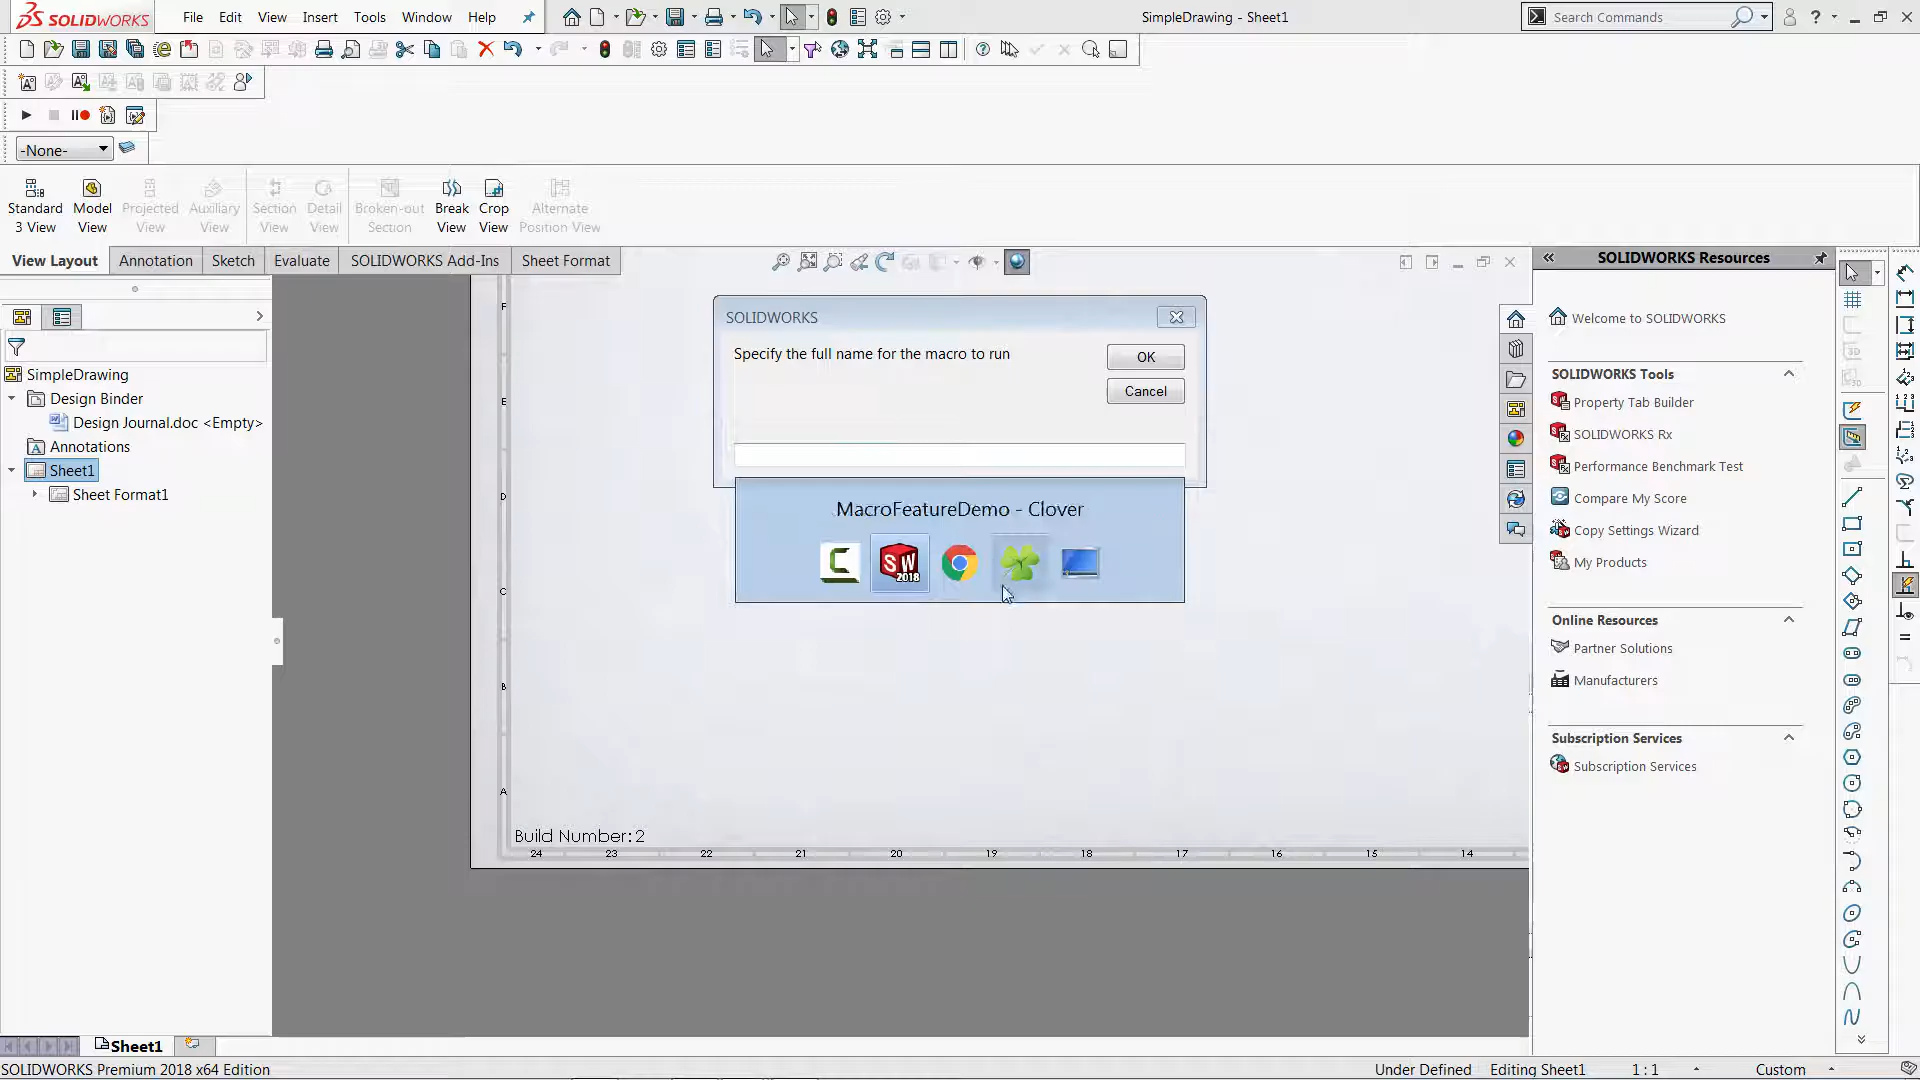 SOLIDWORKS File Edit View Insert Tools Window Help
SimpleDrawing - Sheet1
Search Commands
-None-
Standard 3 View
Model View
Projected View
Auxiliary View
Section View
Detail View
Broken-out Section
Break View
Crop View
Alternate Position View
View Layout Annotation Sketch Evaluate SOLIDWORKS Add-Ins Sheet Format
SimpleDrawing
Design Binder
Design Journal.doc <Empty>
Annotations
Sheet1
Sheet Format1
F
E
D
C
B
A
SOLIDWORKS
Specify the full name for the macro to run
OK
Cancel
MacroFeatureDemo - Clover
SW
2018
Build Number:2
24 23 22 21 20 19 18 17 16 15 14
SOLIDWORKS Resources
Welcome to SOLIDWORKS
SOLIDWORKS Tools
Property Tab Builder
SOLIDWORKS Rx
Performance Benchmark Test
Compare My Score
Copy Settings Wizard
My Products
Online Resources
Partner Solutions
Manufacturers
Subscription Services
Subscription Services
Sheet1
SOLIDWORKS Premium 2018 x64 Edition
Under Defined Editing Sheet1 1:1 Custom